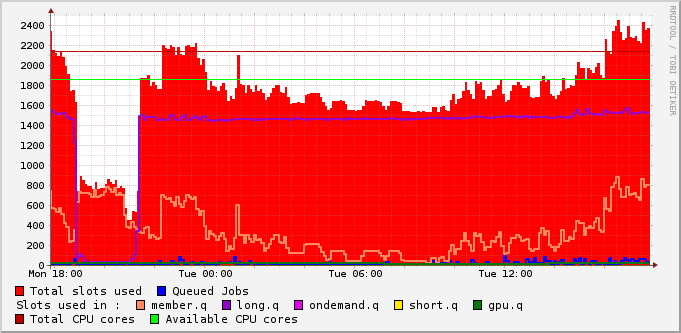 2400
2200
2000
1800
1600
1400
1200
1000
800
600
400
200
0
Mon 18:00 Tue 00:00 Tue 06:00 Tue 12:00
Total slots used Queued Jobs
Slots used in : member.q long.q ondemand.q short.q gpu.q
Total CPU cores Available CPU cores
RRDTOOL / TOBI OETIKER